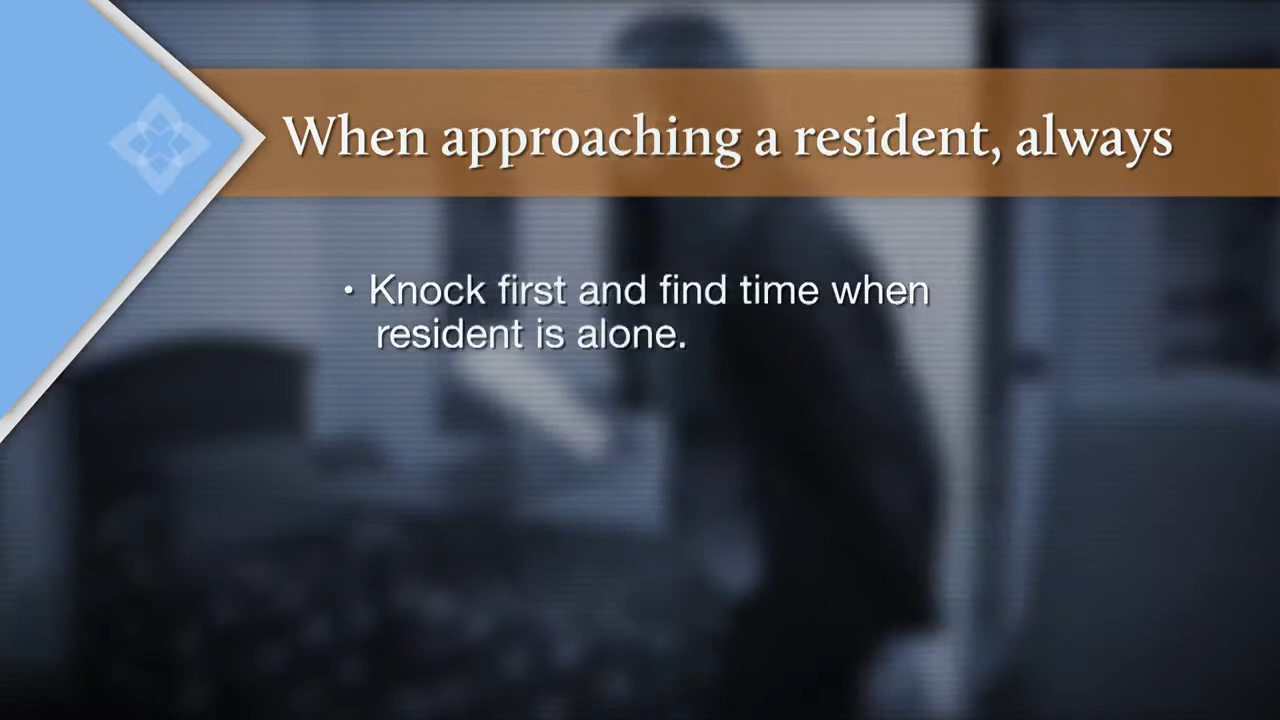 When approaching a resident, always
• Knock first and find time when
resident is alone.